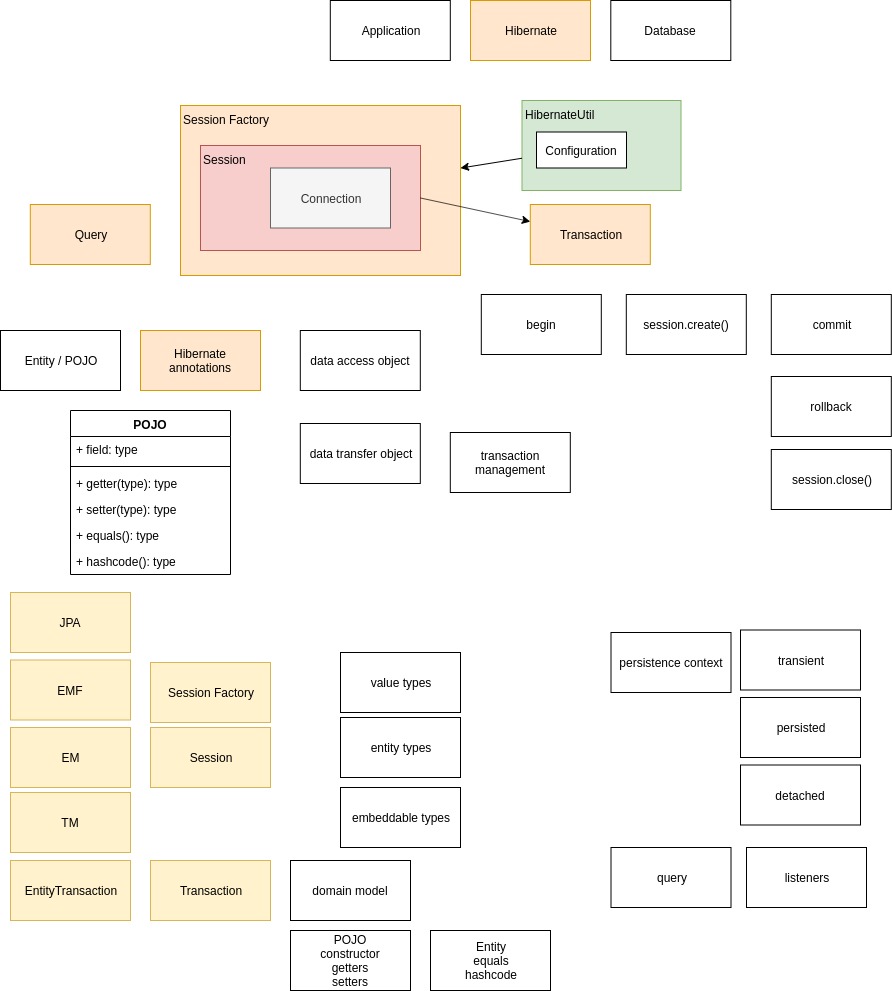 Application
Hibernate
Database
Session Factory
HibernateUtil
Configuration
Session
Connection
Query
Transaction
begin
session.create()
commit
Entity / POJO
Hibernate
annotations
data access object
rollback
POJO
+ field: type
+ getter(type): type
+ setter(type): type
+ equals(): type
+ hashcode(): type
data transfer object
transaction
management
session.close()
JPA
EMF
Session Factory
EM
Session
TM
EntityTransaction
Transaction
value types
entity types
embeddable types
domain model
POJO
constructor
getters
setters
Entity
equals
hashcode
persistence context
transient
persisted
detached
query
listeners